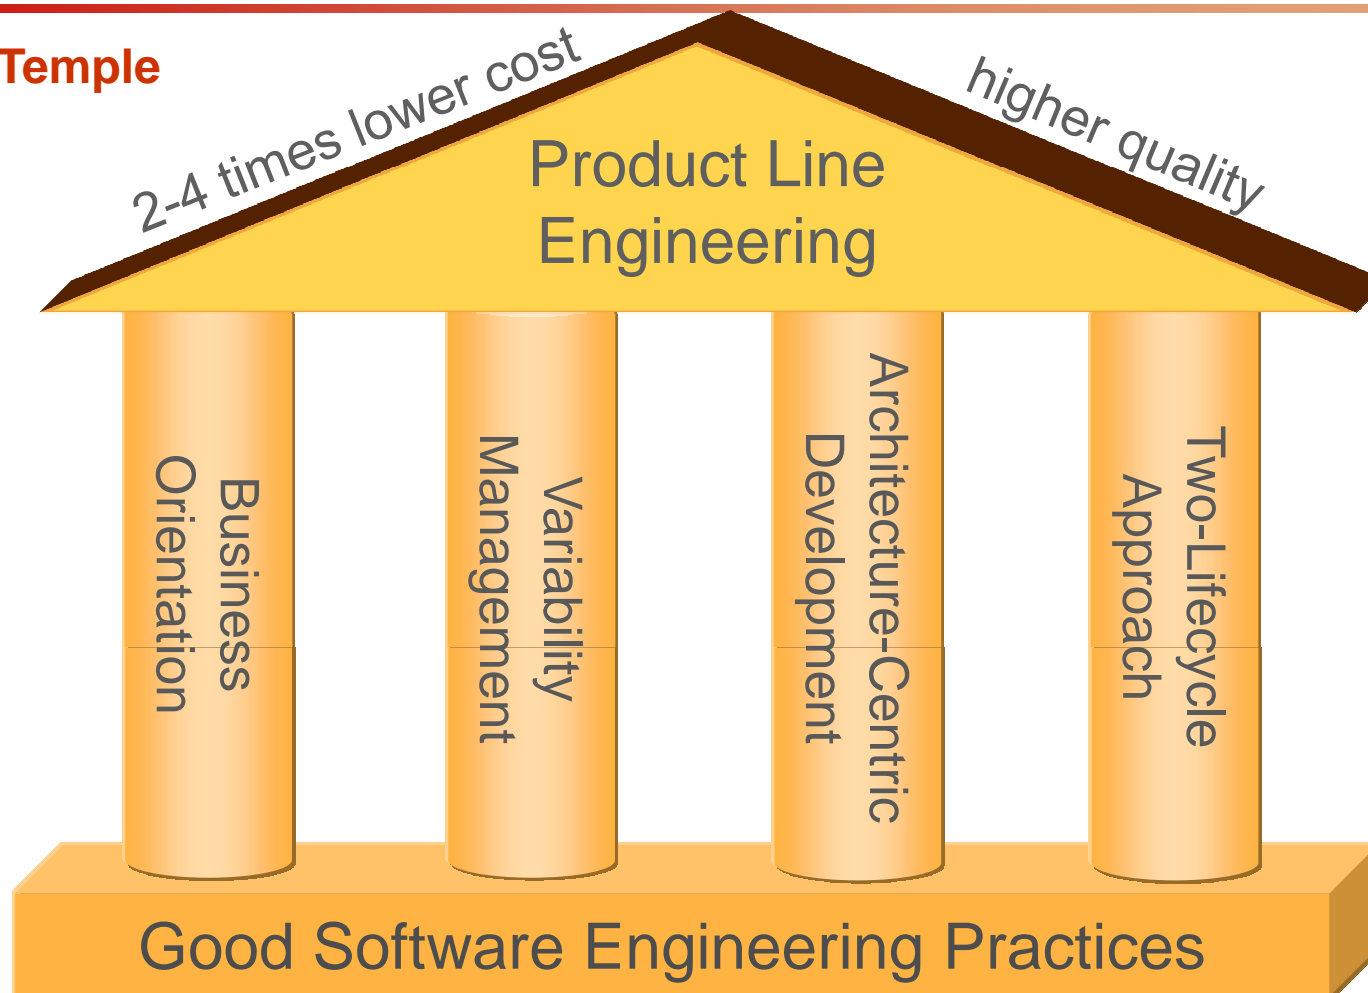 Temple
2-4 times lower cost
higher quality
Product Line
Engineering
Business
Orientation
Variability
Management
Architecture-Centric
Development
Two-Lifecycle
Approach
Good Software Engineering Practices